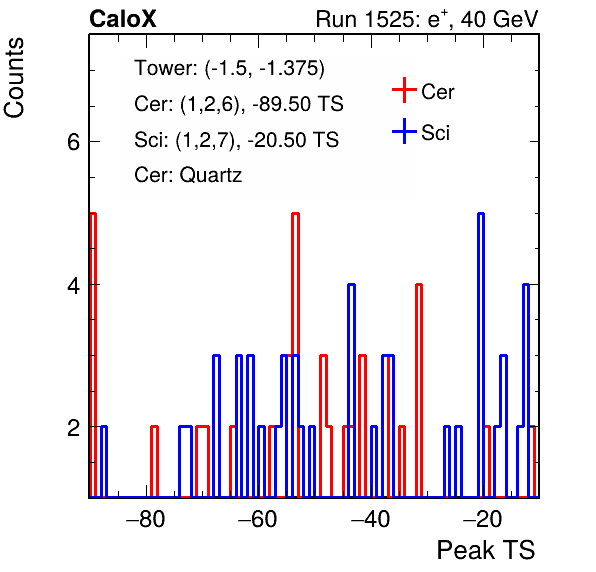 CaloX
Run 1525: e⁺, 40 GeV
Counts
Tower: (-1.5, -1.375)
Cer: (1,2,6), -89.50 TS
Sci: (1,2,7), -20.50 TS
Cer: Quartz
Cer
Sci
6
4
2
−80
−60
−40
−20
Peak TS